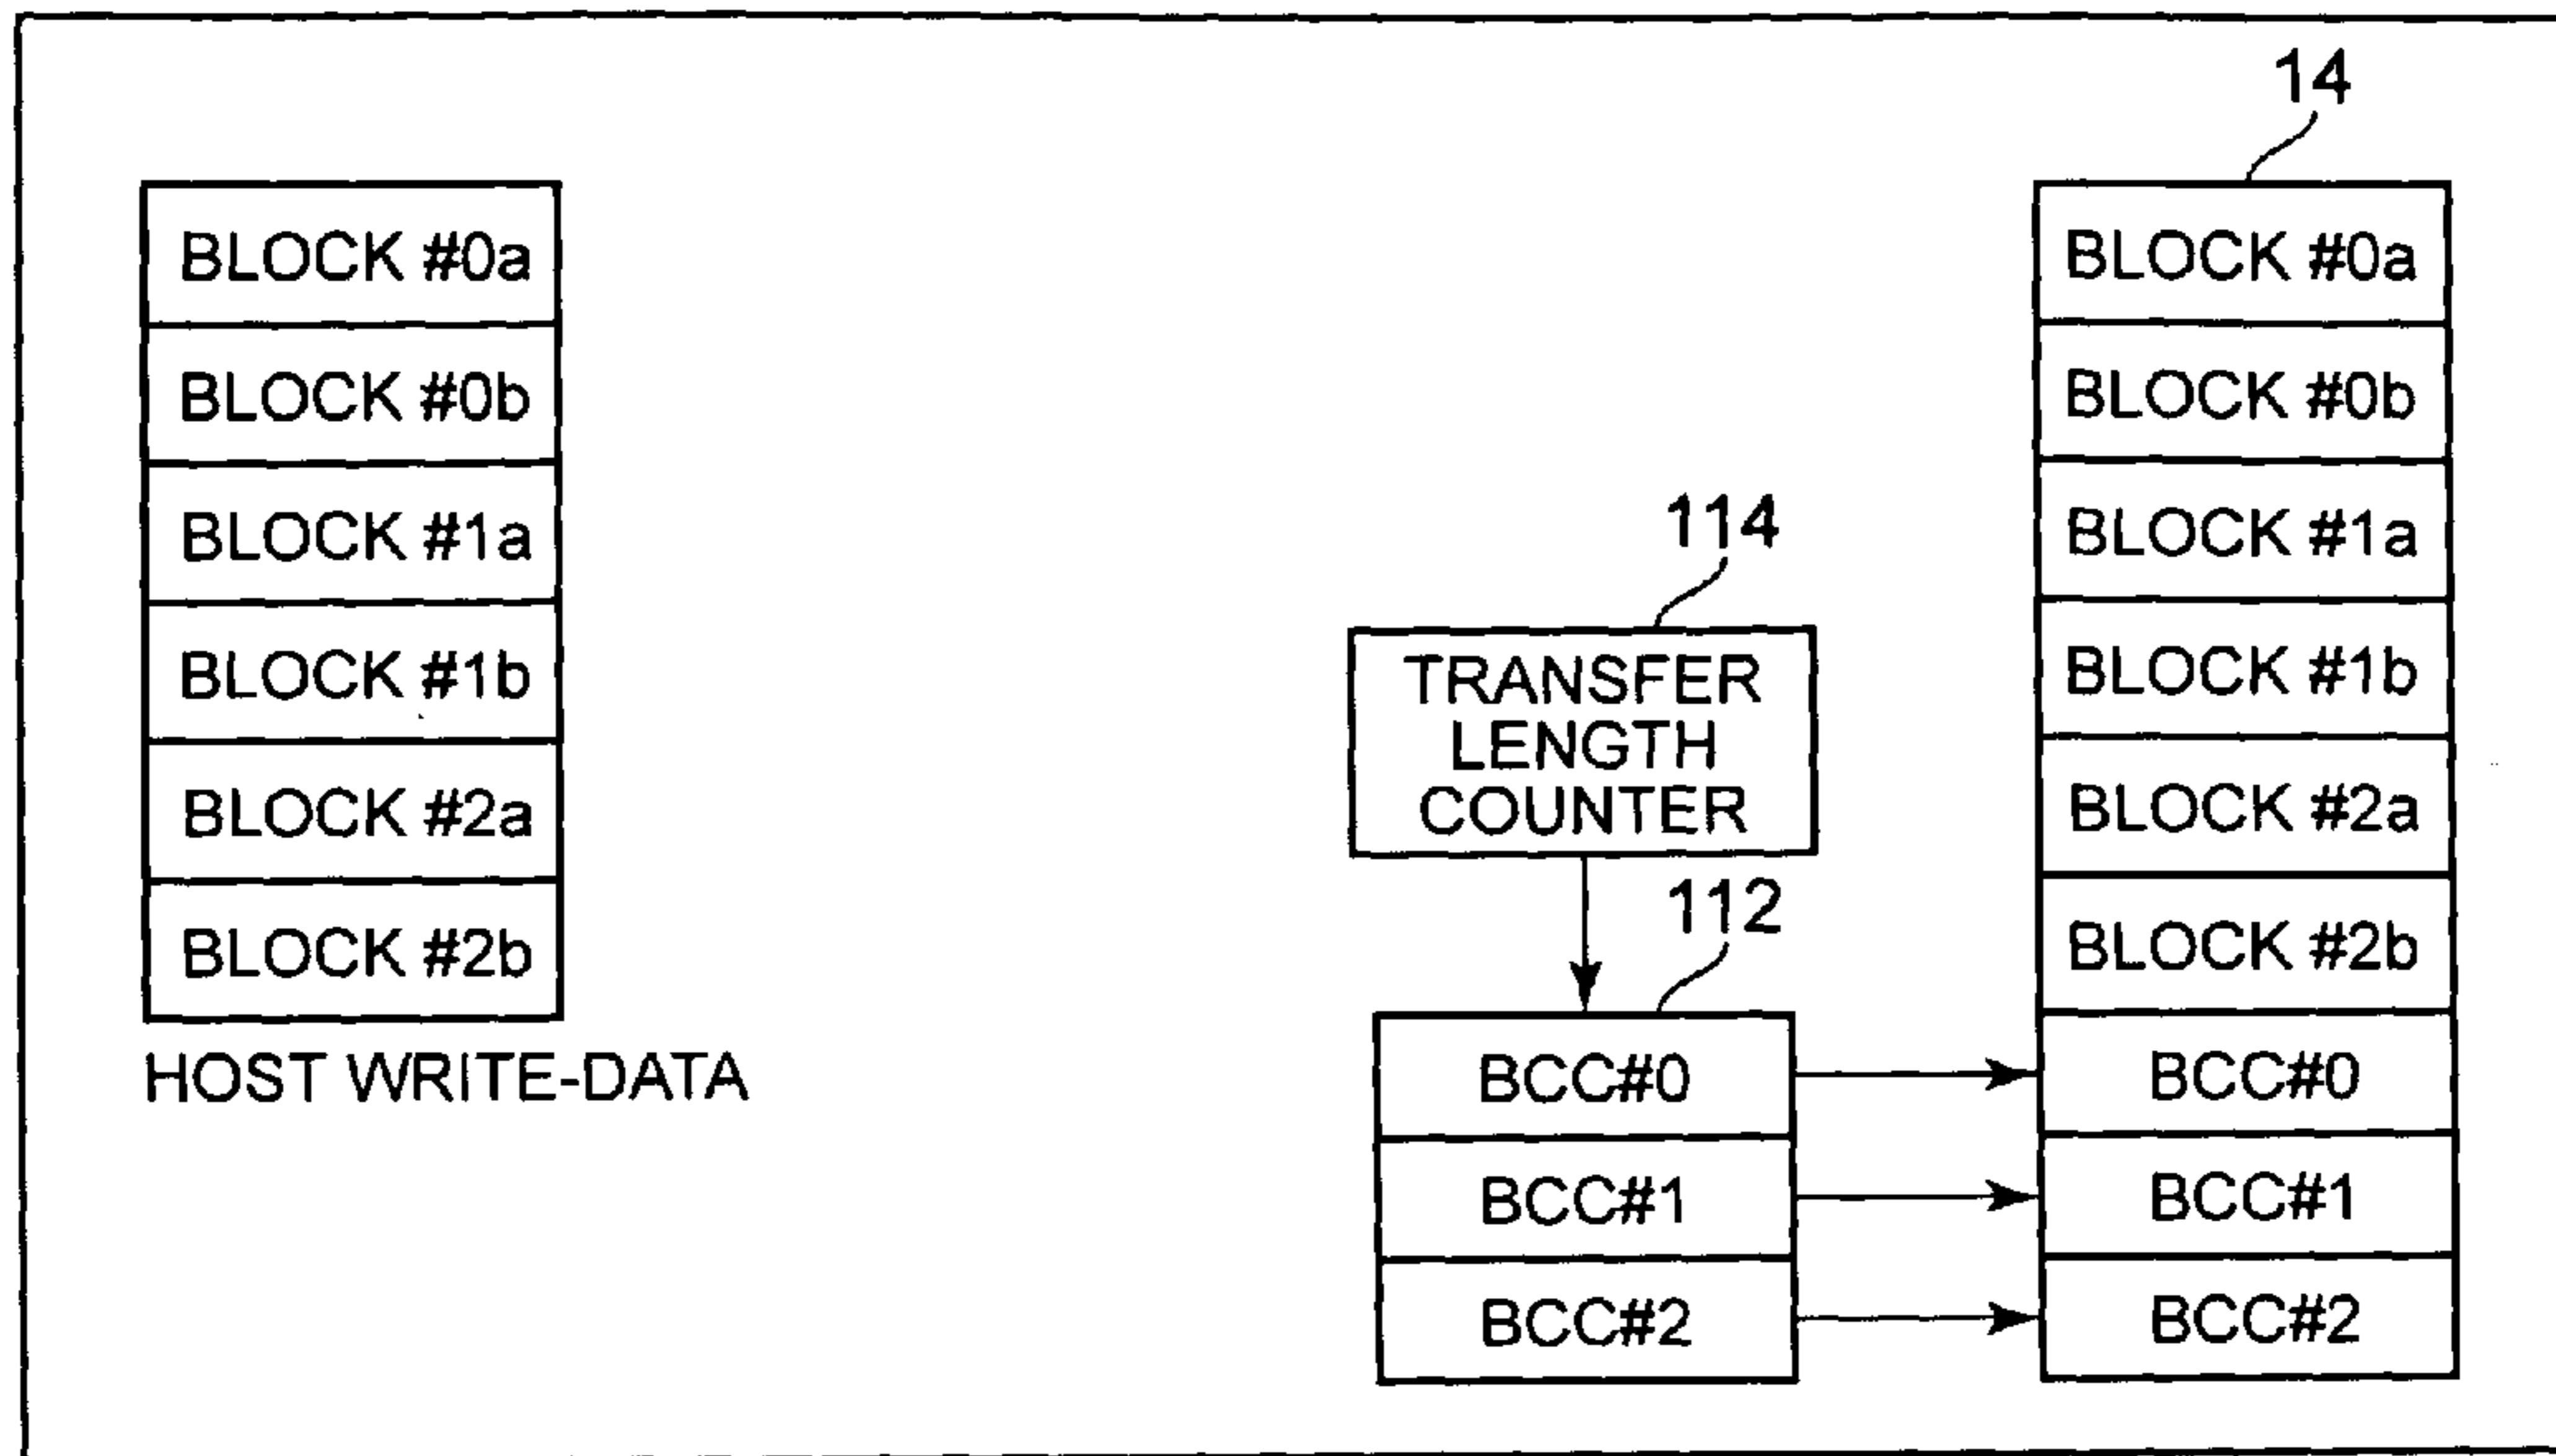 BLOCK #0a
BLOCK #0b
BLOCK #1a
BLOCK #1b
BLOCK #2a
BLOCK #2b
HOST WRITE-DATA
114
TRANSFER
LENGTH
COUNTER
112
BCC#0
BCC#1
BCC#2
14
BLOCK #0a
BLOCK #0b
BLOCK #1a
BLOCK #1b
BLOCK #2a
BLOCK #2b
BCC#0
BCC#1
BCC#2